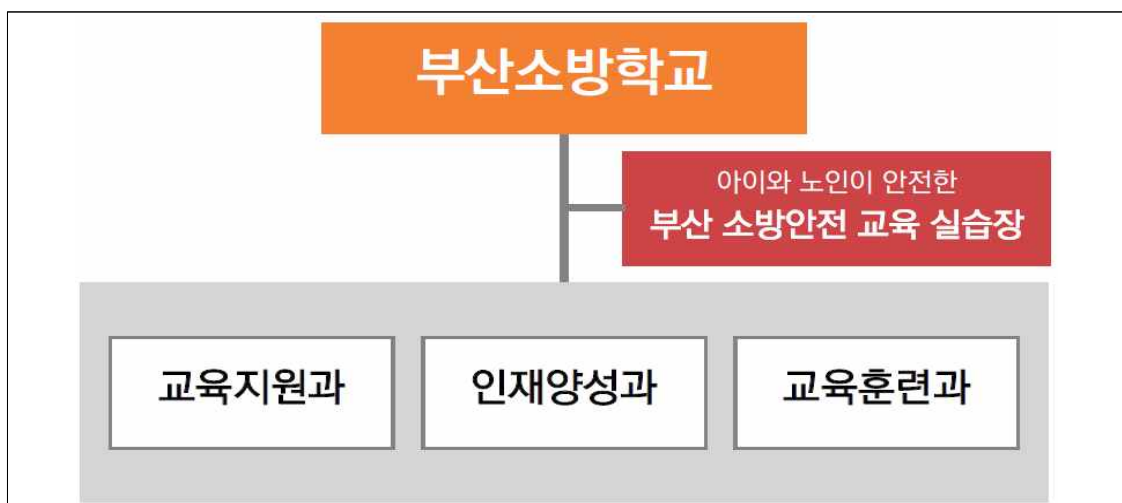 부산소방학교
아이와 노인이 안전한
부산 소방안전 교육 실습장
교육지원과
인재양성과
교육훈련과